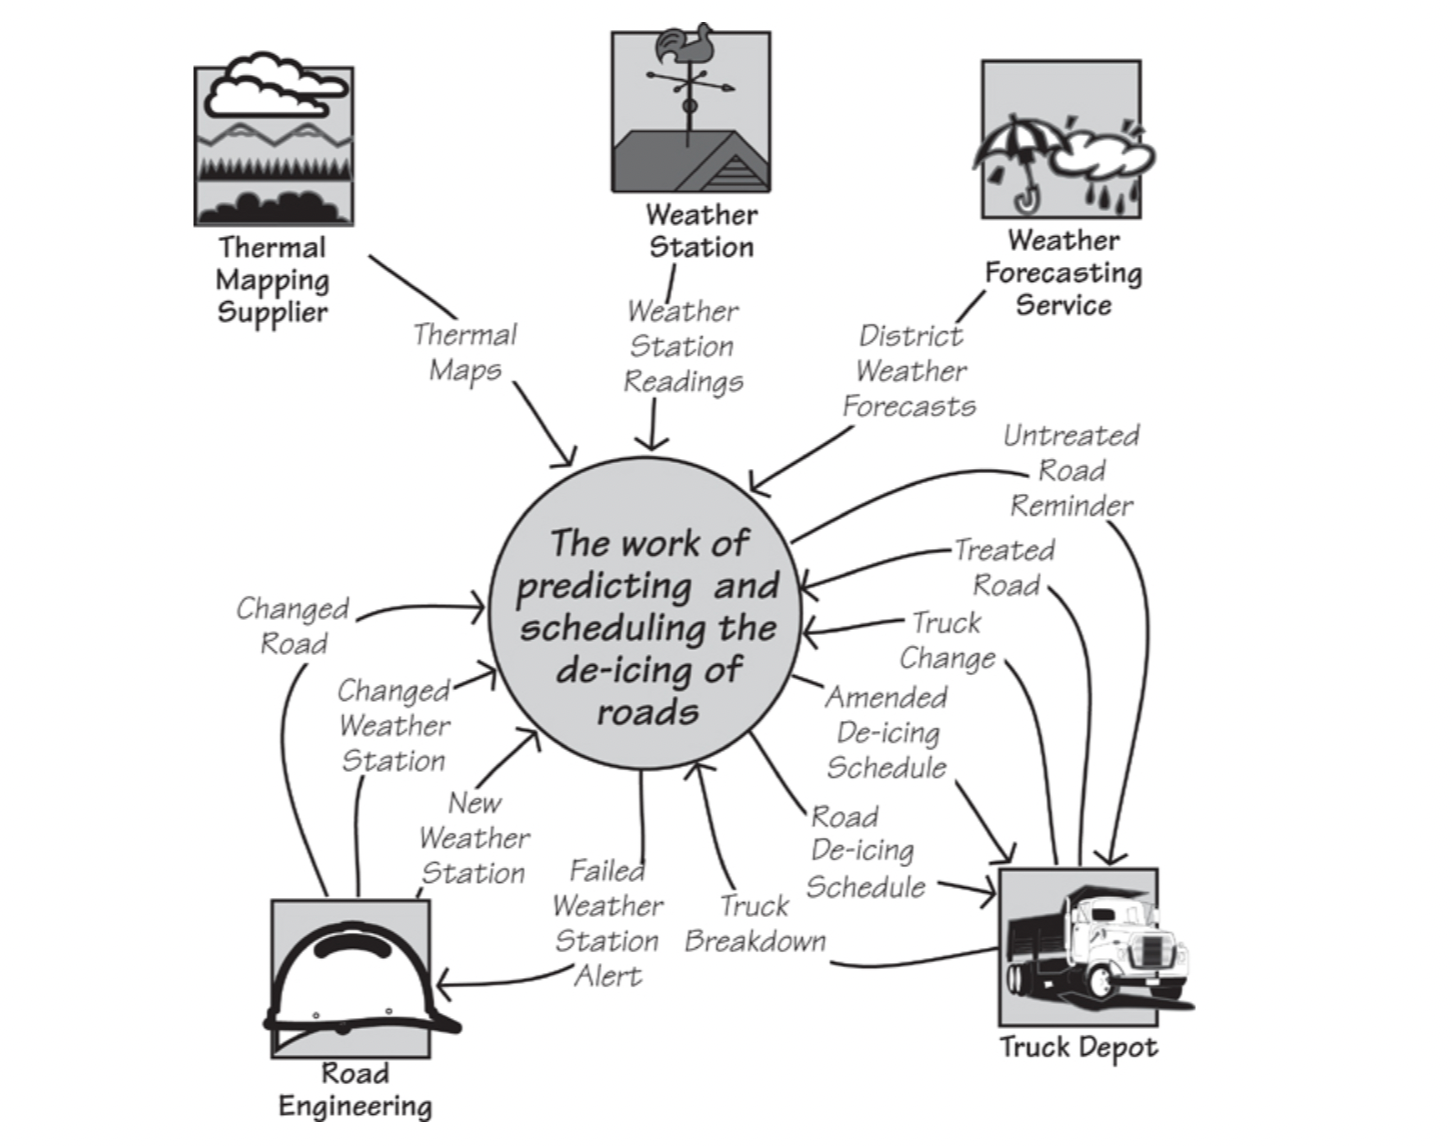 Weather
Station
Thermal
Mapping
Supplier
Weather
Forecasting
Service
Thermal
Maps
Weather
Station
Readings
District
Weather
Forecasts
Untreated
Road
Reminder
Treated
Road
Truck
Change
The work of
predicting and
scheduling the
de-icing of
roads
Changed
Road
Changed
Weather
Station
New
Weather
Station
Amended
De-icing
Schedule
Road
De-icing
Schedule
Failed
Weather
Station
Alert
Truck
Breakdown
Road
Engineering
Truck Depot